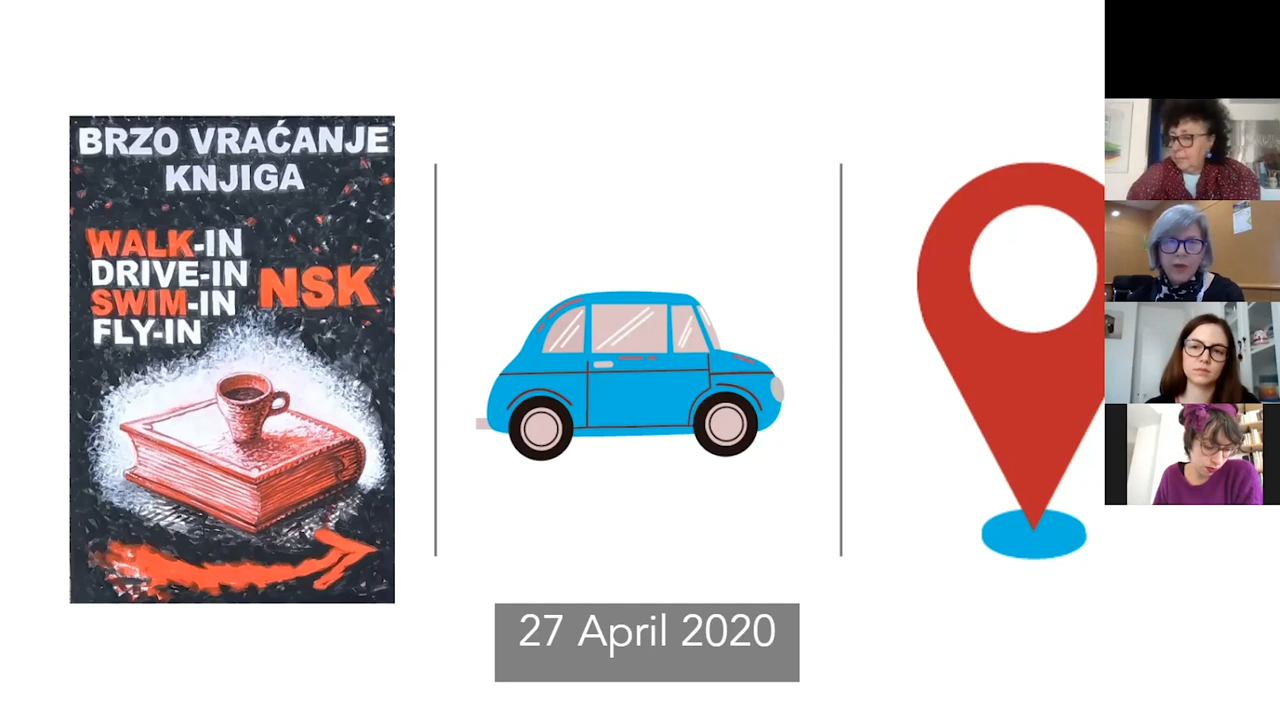 BRZO VRAĆANJE
KNJIGA
WALK-IN
DRIVE-IN
SWIM-IN
FLY-IN
NSK
27 April 2020